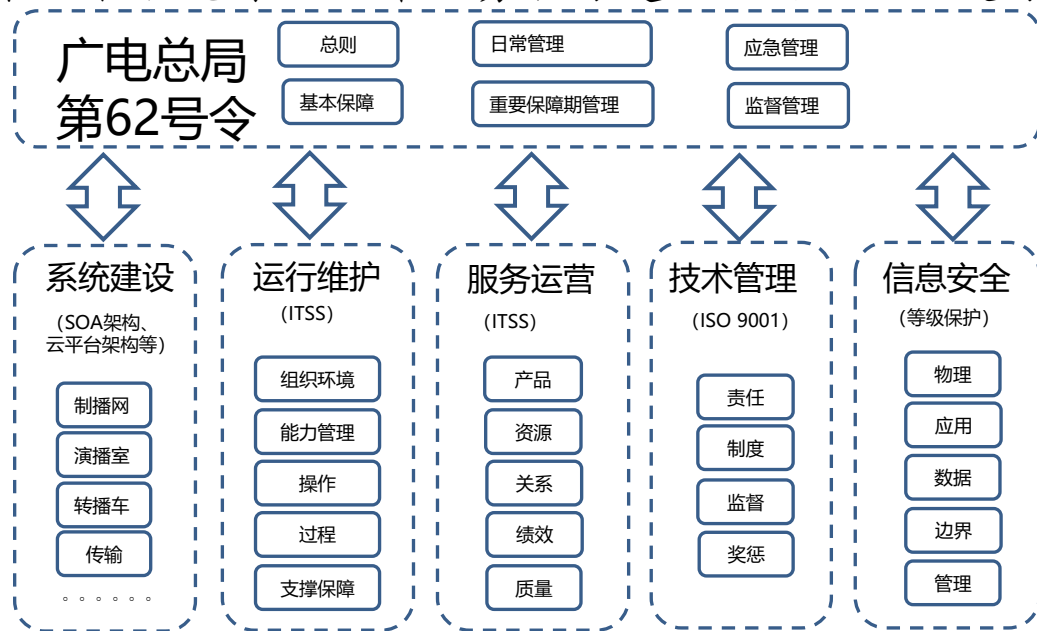 广电总局
第62号令
总则
日常管理
应急管理
基本保障
重要保障期管理
监督管理
系统建设
（SOA架构、
云平台架构等）
制播网
演播室
转播车
传输
。。。。。。
运行维护
（ITSS）
组织环境
能力管理
操作
过程
支撑保障
服务运营
（ITSS）
产品
资源
关系
绩效
质量
技术管理
（ISO 9001）
责任
制度
监督
奖惩
信息安全
（等级保护）
物理
应用
数据
边界
管理